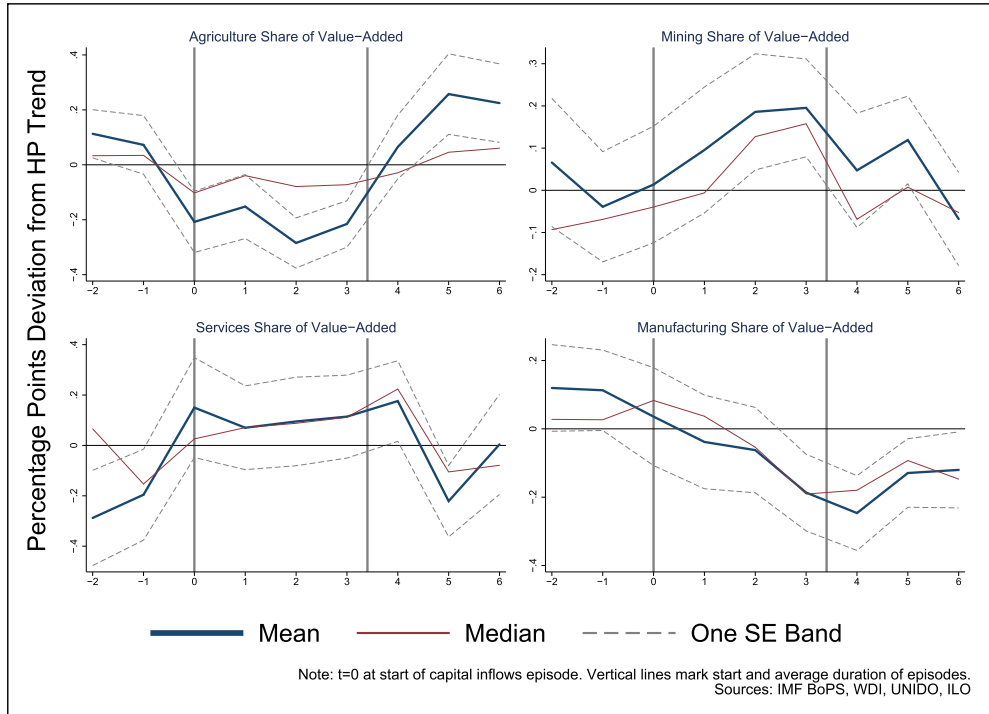 Percentage Points Deviation from HP Trend
Agriculture Share of Value−Added
.4
.2
0
−.2
−.4
−2 −1 0 1 2 3 4 5 6
Mining Share of Value−Added
.3
.2
.1
0
−.1
−.2
−2 −1 0 1 2 3 4 5 6
Services Share of Value−Added
.4
.2
0
−.2
−.4
−2 −1 0 1 2 3 4 5 6
Manufacturing Share of Value−Added
.2
0
−.2
−.4
−2 −1 0 1 2 3 4 5 6
Mean Median One SE Band
Note: t=0 at start of capital inflows episode. Vertical lines mark start and average duration of episodes.
Sources: IMF BoPS, WDI, UNIDO, ILO